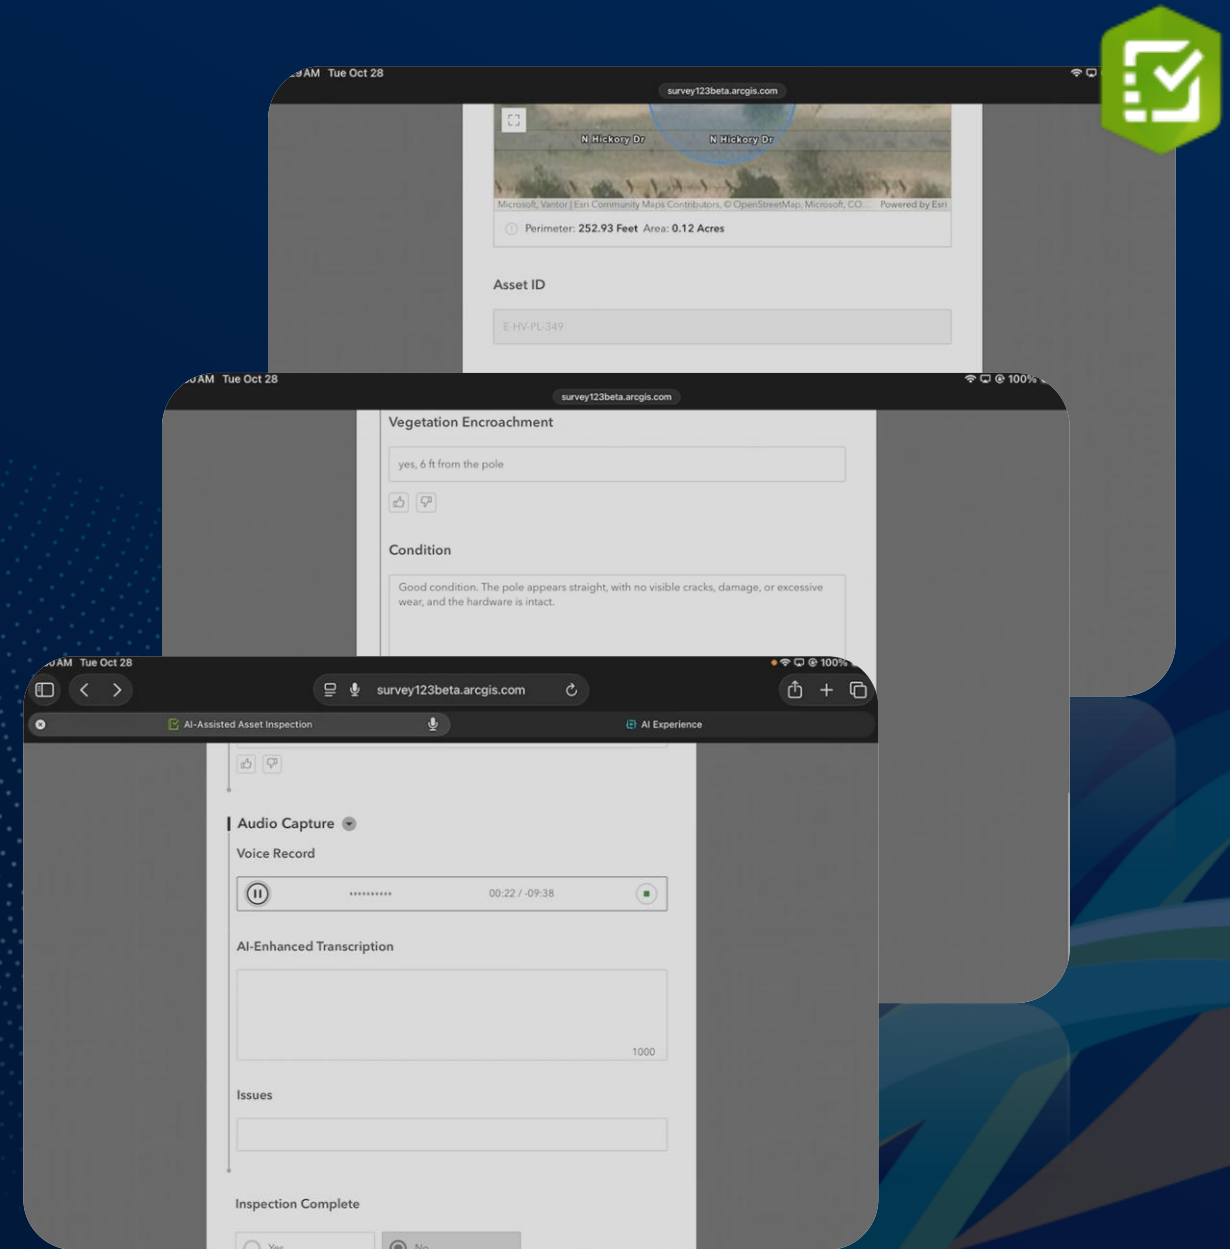 AM Tue Oct 28
survey123beta.arcgis.com
N Hickory Dr N Hickory Dr
Microsoft, Vantor | Esri Community Maps Contributors, © OpenStreetMap, Microsoft, CO... Powered by Esri
Perimeter: 252.93 Feet Area: 0.12 Acres
Asset ID
E-HV-PL-349
AM Tue Oct 28
100%
survey123beta.arcgis.com
Vegetation Encroachment
yes, 6 ft from the pole
Condition
Good condition. The pole appears straight, with no visible cracks, damage, or excessive
wear, and the hardware is intact.
AM Tue Oct 28
100%
survey123beta.arcgis.com
AI-Assisted Asset Inspection
AI Experience
Audio Capture
Voice Record
00:22 / -09:38
AI-Enhanced Transcription
1000
Issues
Inspection Complete
Yes No